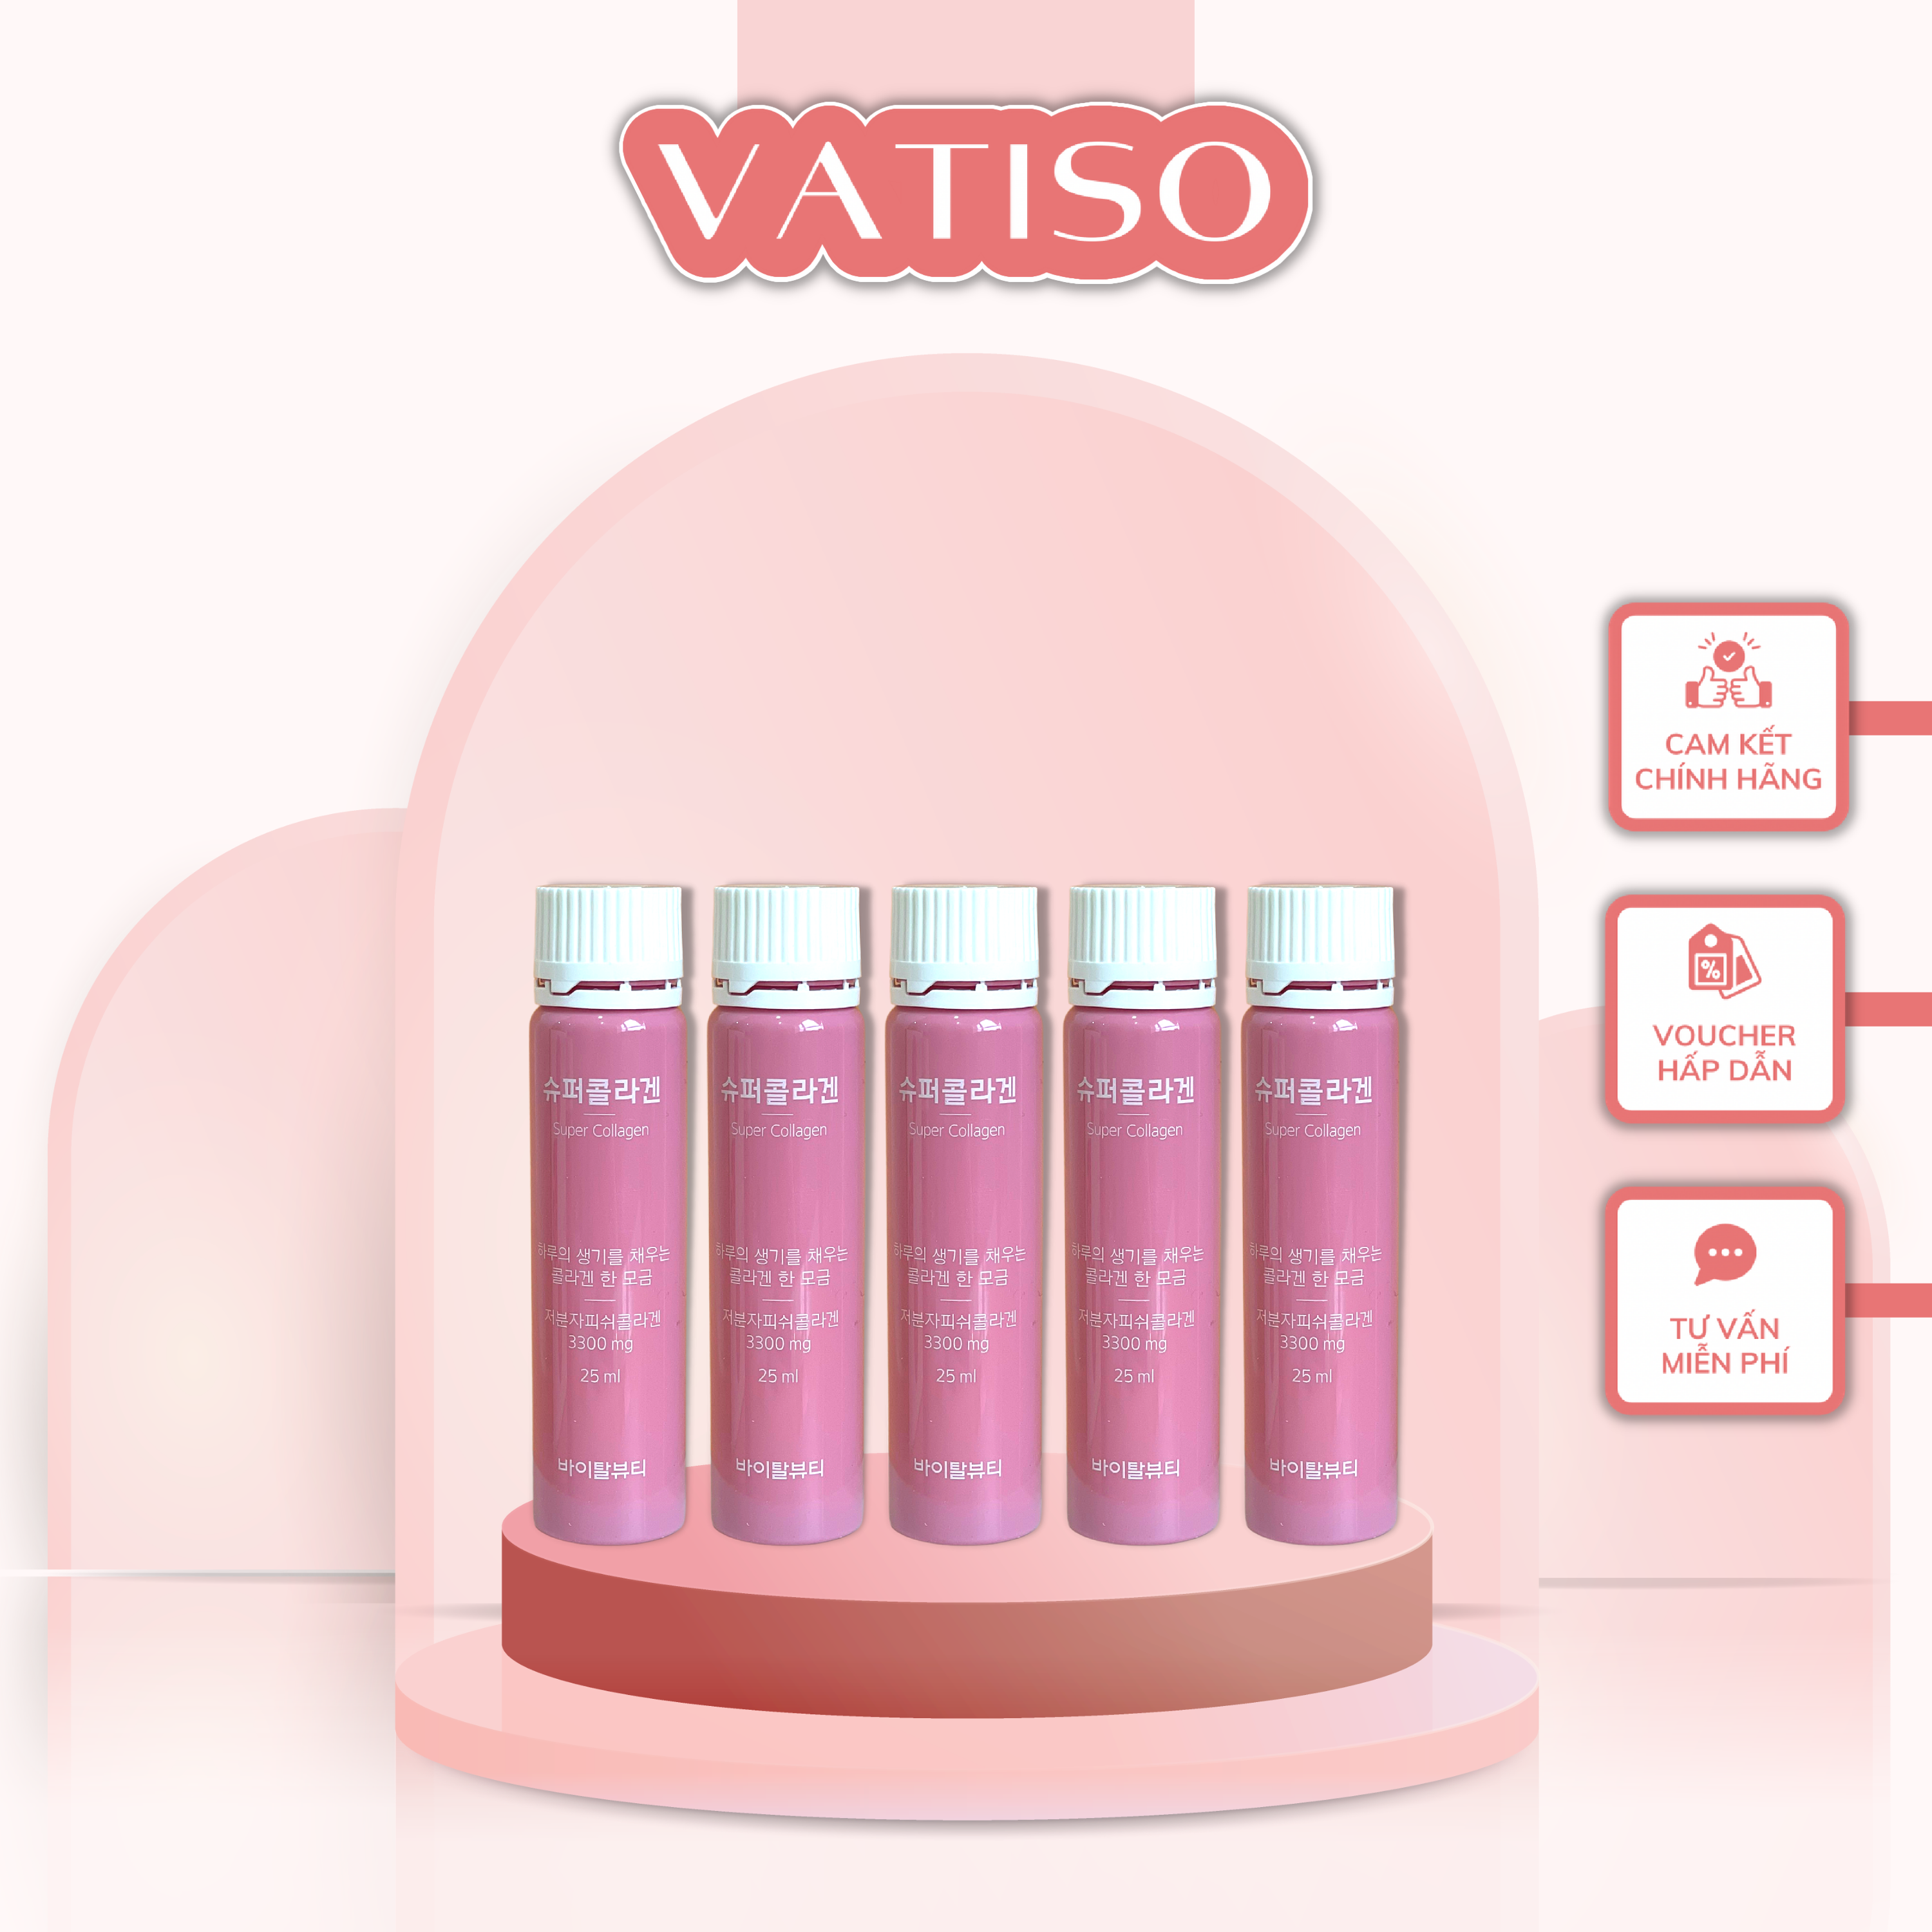 VATISO
CAM KẾT
CHÍNH HÃNG
VOUCHER
HẤP DẪN
TƯ VẤN
MIỄN PHÍ
%
슈퍼콜라겐
Super Collagen
하루의 생기를 채우는
콜라겐 한 모금
저분자피쉬콜라겐
3300 mg
25 ml
바이탈뷰티
슈퍼콜라겐
Super Collagen
하루의 생기를 채우는
콜라겐 한 모금
저분자피쉬콜라겐
3300 mg
25 ml
바이탈뷰티
슈퍼콜라겐
Super Collagen
하루의 생기를 채우는
콜라겐 한 모금
저분자피쉬콜라겐
3300 mg
25 ml
바이탈뷰티
슈퍼콜라겐
Super Collagen
하루의 생기를 채우는
콜라겐 한 모금
저분자피쉬콜라겐
3300 mg
25 ml
바이탈뷰티
슈퍼콜라겐
Super Collagen
하루의 생기를 채우는
콜라겐 한 모금
저분자피쉬콜라겐
3300 mg
25 ml
바이탈뷰티